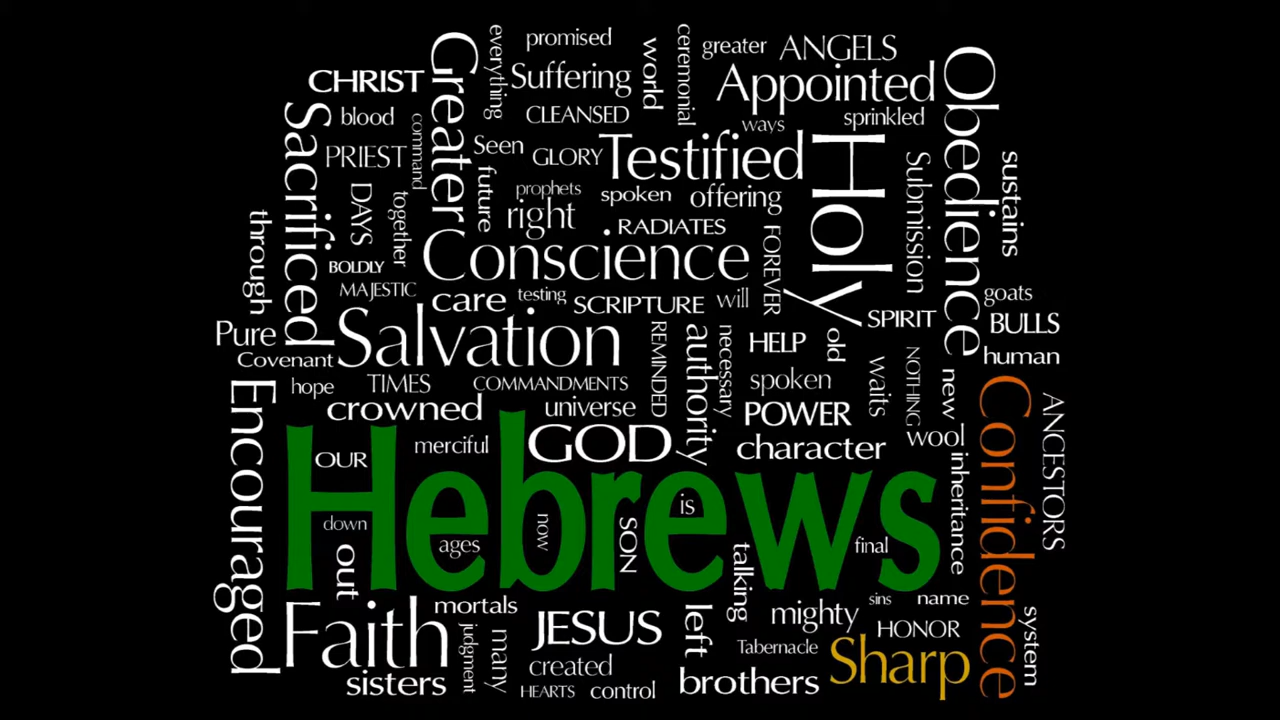 everything
promised
world
ceremonial
greater
ANGELS
CHRIST
Greater
Suffering
Appointed
Obedience
Sacrificed
blood
command
CLEANSED
ways
sprinkled
PRIEST
Seen
GLORY
Testified
Holy
Submission
sustains
DAYS
together
future
prophets
spoken
offering
through
right
RADIATES
FOREVER
BOLDLY
Conscience
MAJESTIC
care
testing
SCRIPTURE
will
goats
Pure
Salvation
REMINDED
authority
necessary
HELP
old
SPIRIT
BULLS
Covenant
waits
NOTHING
human
hope
TIMES
COMMANDMENTS
spoken
new
Confidence
ANCESTORS
Encouraged
crowned
universe
POWER
OUR
merciful
GOD
character
wool
inheritance
Hebrews
down
out
ages
now
SON
is
talking
final
Faith
mortals
JESUS
left
mighty
sins
name
system
judgment
many
HONOR
created
Tabernacle
Sharp
sisters
HEARTS
control
brothers